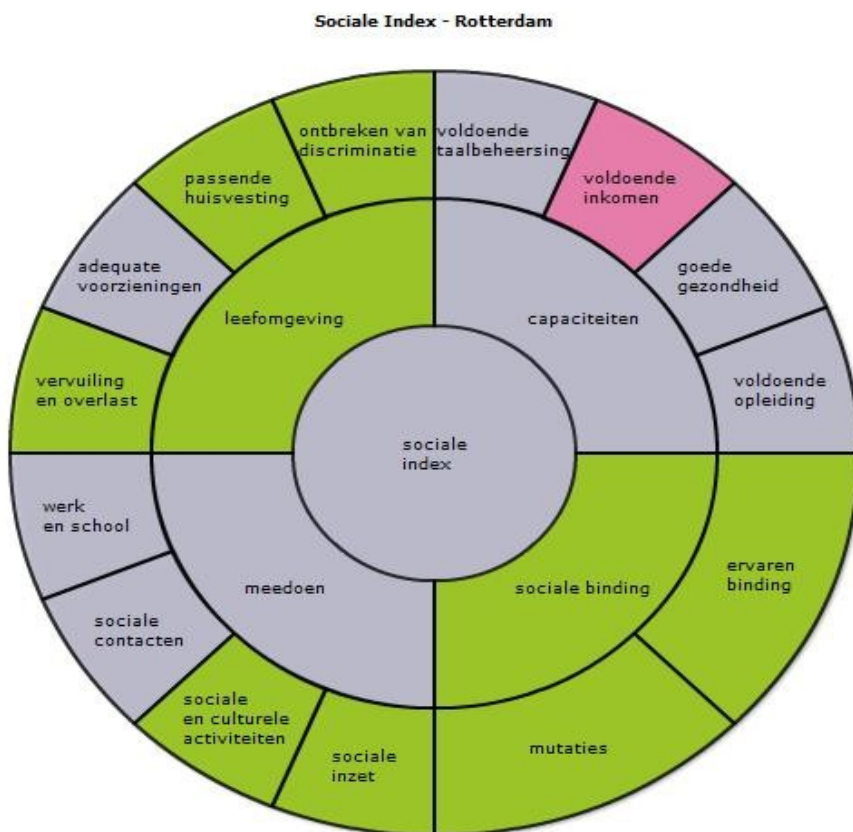 Sociale Index - Rotterdam
ontbreken van
discriminatie
voldoende
taalbeheersing
passende
huisvesting
voldoende
inkomen
adequate
voorzieningen
goede
gezondheid
leefomgeving
capaciteiten
vervuiling
en overlast
voldoende
opleiding
sociale
index
werk
en school
ervaren
binding
meedoen
sociale binding
sociale
contacten
sociale
en culturele
activiteiten
sociale
inzet
mutaties